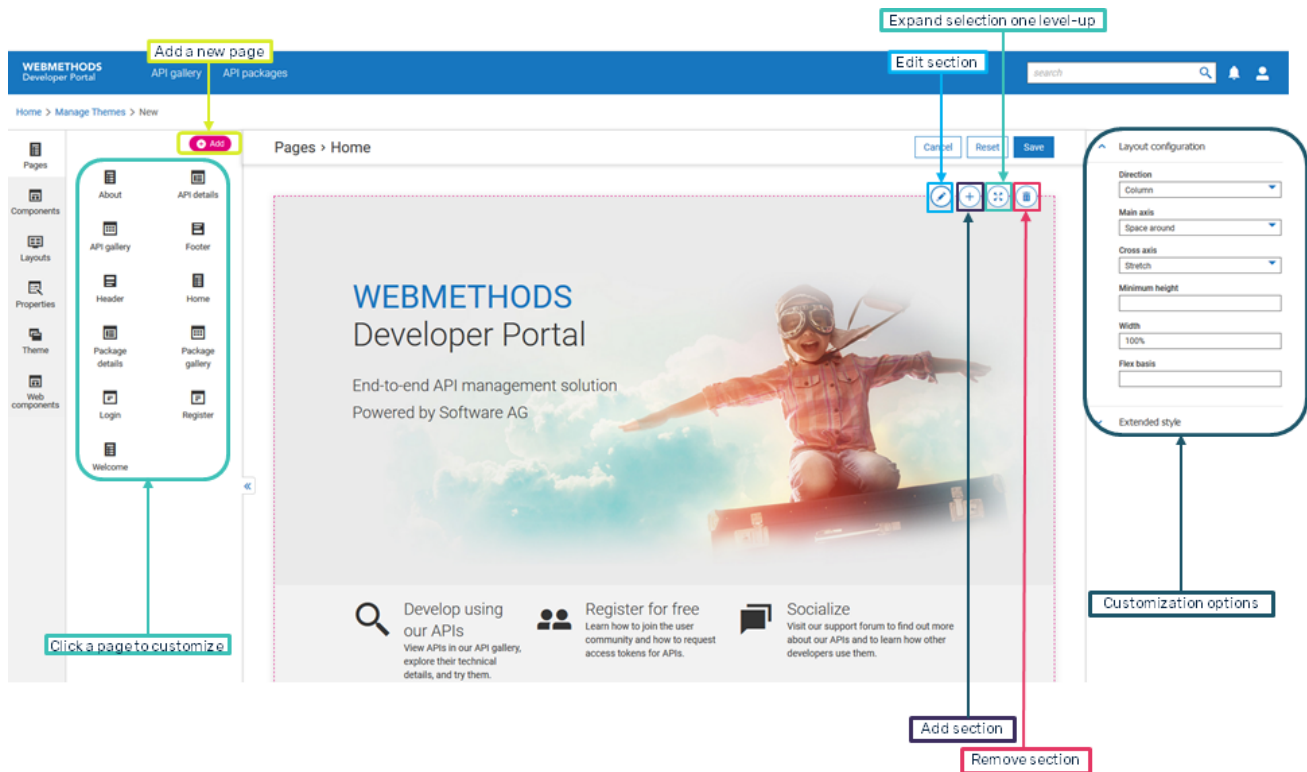 Expand selection one level-up
Add a new page
Edit section
WEBMETHODS
Developer Portal
API gallery
API packages
search
Home > Manage Themes > New
Add
Pages > Home
Cancel
Reset
Save
Pages
Components
Layouts
Properties
Theme
Web
components
About
API details
API gallery
Footer
Header
Home
Package
details
Package
gallery
Login
Register
Welcome
WEBMETHODS
Developer Portal
End-to-end API management solution
Powered by Software AG
Develop using
our APIs
View APIs in our API gallery,
explore their technical
details, and try them.
Register for free
Learn how to join the user
community and how to request
access tokens for APIs.
Socialize
Visit our support forum to find out more
about our APIs and to learn how other
developers use them.
Layout configuration
Direction
Column
Main axis
Space around
Cross axis
Stretch
Minimum height
Width
100%
Flex basis
Extended style
Customization options
Click a page to customize
Add section
Remove section